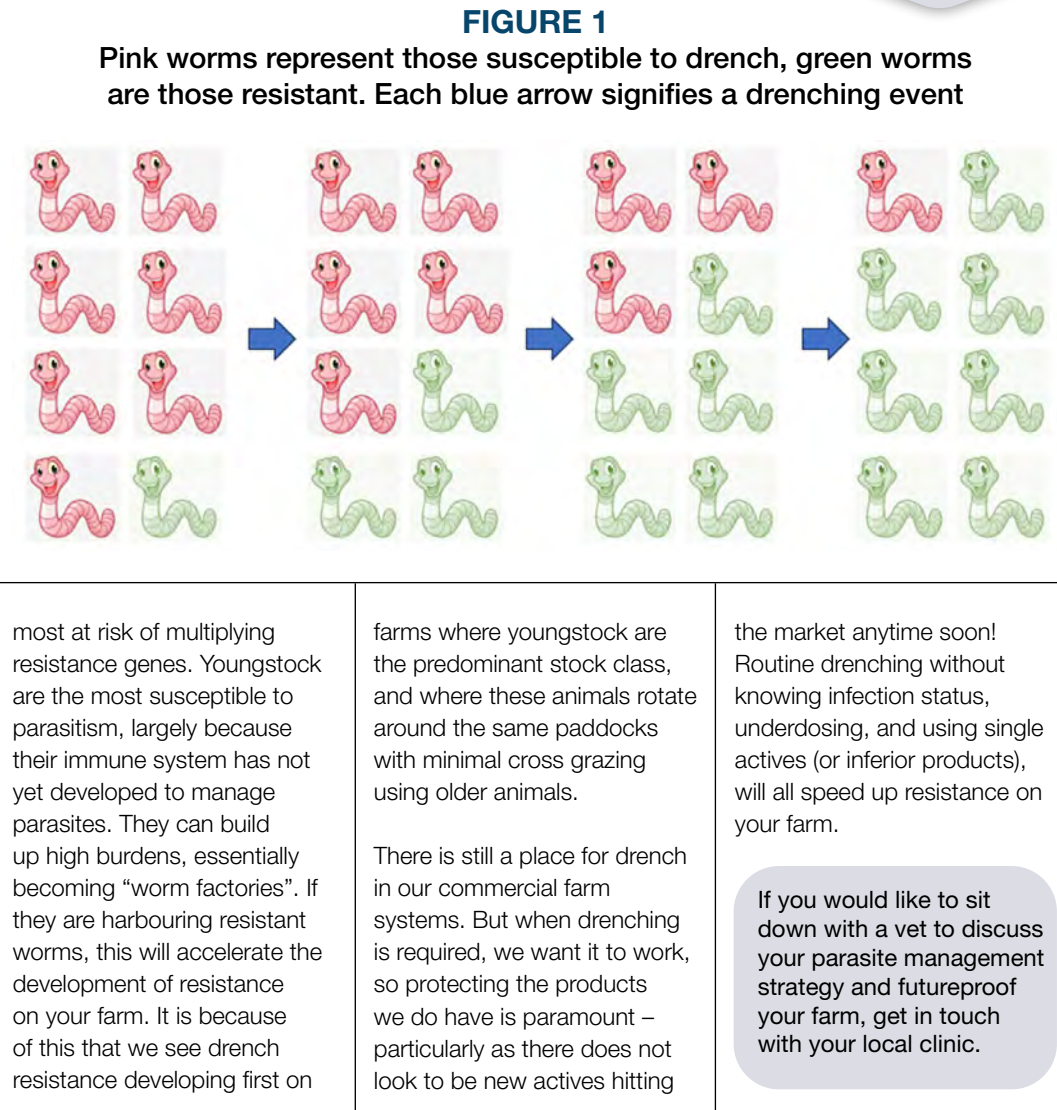 FIGURE 1
Pink worms represent those susceptible to drench, green worms
are those resistant. Each blue arrow signifies a drenching event
most at risk of multiplying
resistance genes. Youngstock
are the most susceptible to
parasitism, largely because
their immune system has not
yet developed to manage
parasites. They can build
up high burdens, essentially
becoming “worm factories”. If
they are harbouring resistant
worms, this will accelerate the
development of resistance
on your farm. It is because
of this that we see drench
resistance developing first on
farms where youngstock are
the predominant stock class,
and where these animals rotate
around the same paddocks
with minimal cross grazing
using older animals.
There is still a place for drench
in our commercial farm
systems. But when drenching
is required, we want it to work,
so protecting the products
we do have is paramount –
particularly as there does not
look to be new actives hitting
the market anytime soon!
Routine drenching without
knowing infection status,
underdosing, and using single
actives (or inferior products),
will all speed up resistance on
your farm.
If you would like to sit
down with a vet to discuss
your parasite management
strategy and futureproof
your farm, get in touch
with your local clinic.